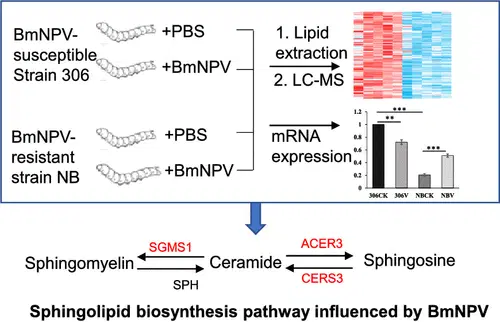 BmNPV-
susceptible
Strain 306
+PBS
+BmNPV
BmNPV-
resistant
strain NB
+PBS
+BmNPV
1. Lipid
extraction
2. LC-MS
mRNA
expression
1.2
1
0.8
0.6
0.4
0.2
0
***
**
***
306CK 306V NBCK NBV
SGMS1
ACER3
Sphingomyelin Ceramide Sphingosine
SPH
CERS3
Sphingolipid biosynthesis pathway influenced by BmNPV